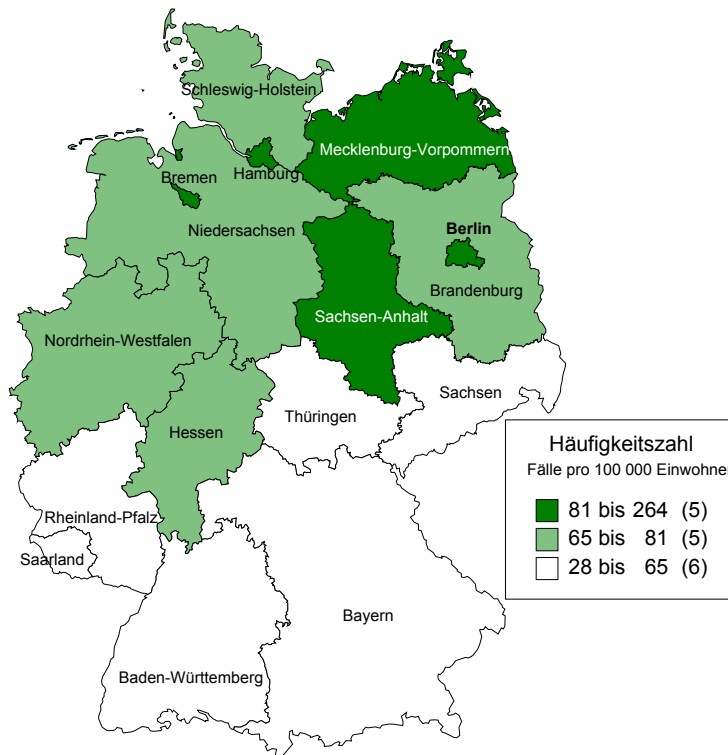 Schleswig-Holstein
Mecklenburg-Vorpommern
Hamburg
Bremen
Niedersachsen
Berlin
Brandenburg
Sachsen-Anhalt
Nordrhein-Westfalen
Sachsen
Thüringen
Hessen
Rheinland-Pfalz
Saarland
Bayern
Baden-Württemberg
Häufigkeitszahl
Fälle pro 100 000 Einwohner
81 bis 264 (5)
65 bis 81 (5)
28 bis 65 (6)